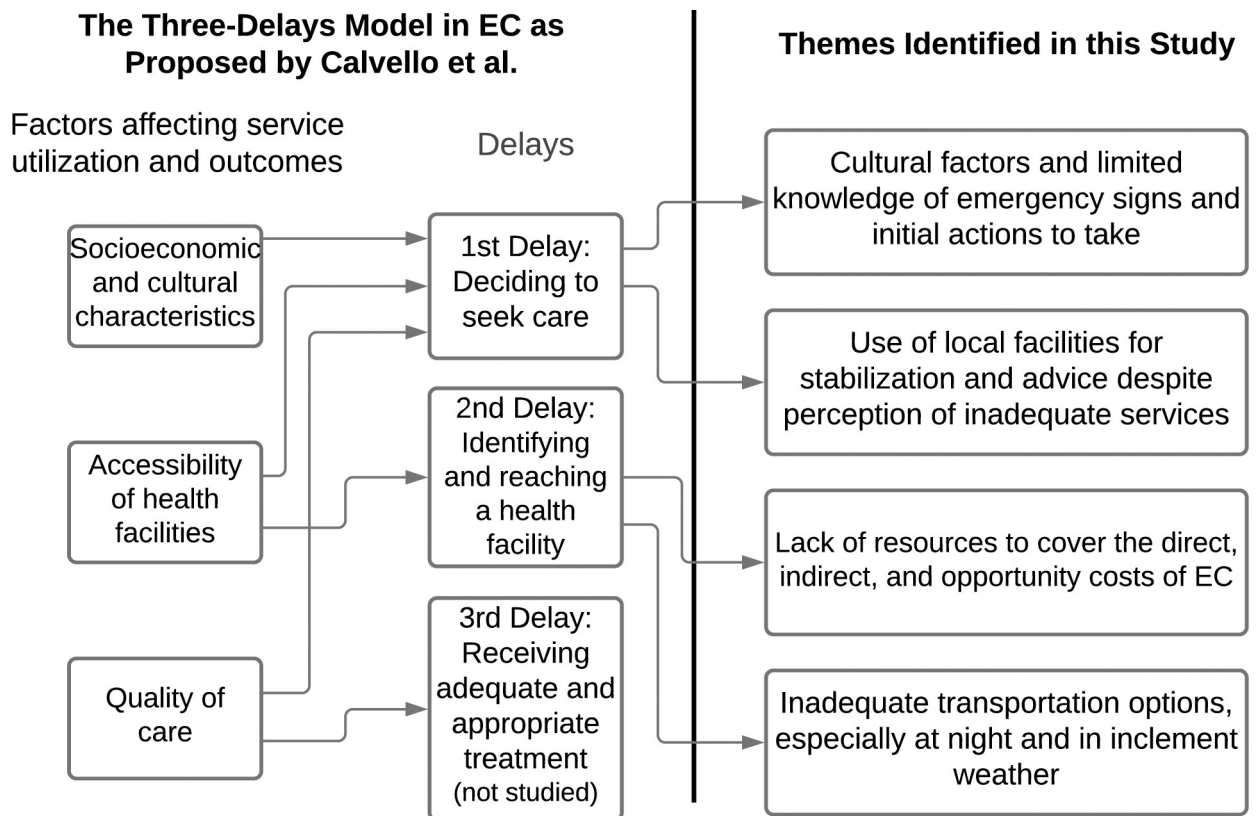 The Three-Delays Model in EC as
Proposed by Calvello et al.
Factors affecting service
utilization and outcomes
Delays
Socioeconomic
and cultural
characteristics
Accessibility
of health
facilities
Quality of
care
1st Delay:
Deciding to
seek care
2nd Delay:
Identifying
and reaching
a health
facility
3rd Delay:
Receiving
adequate and
appropriate
treatment
(not studied)
Themes Identified in this Study
Cultural factors and limited
knowledge of emergency signs and
initial actions to take
Use of local facilities for
stabilization and advice despite
perception of inadequate services
Lack of resources to cover the direct,
indirect, and opportunity costs of EC
Inadequate transportation options,
especially at night and in inclement
weather